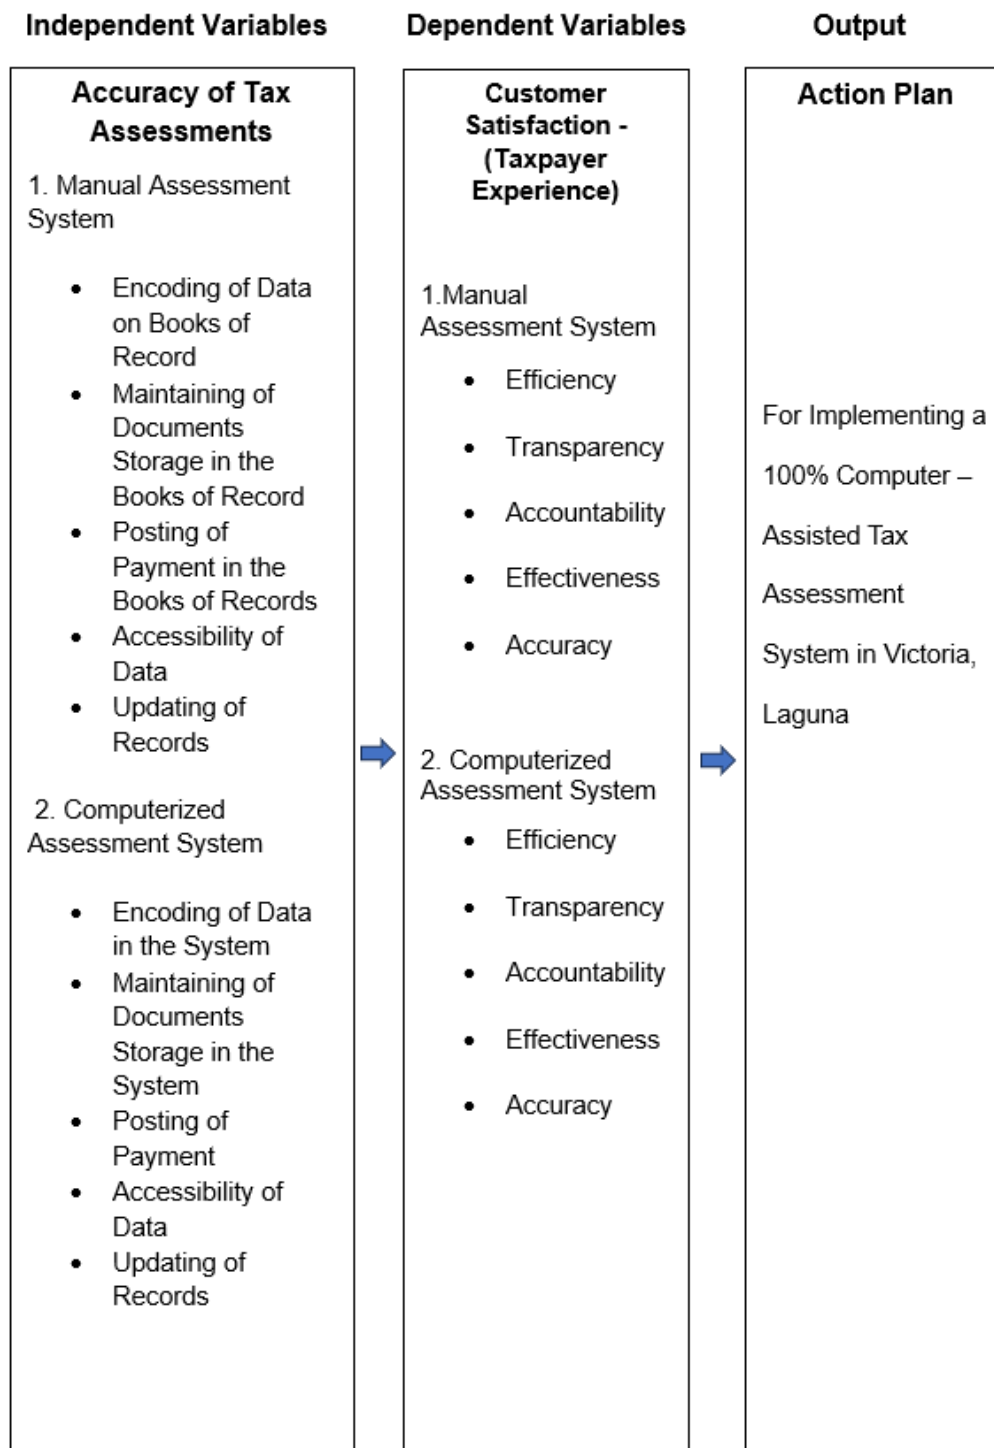 Independent Variables
Accuracy of Tax
Assessments
1. Manual Assessment
System
• Encoding of Data
on Books of
Record
• Maintaining of
Documents
Storage in the
Books of Record
• Posting of
Payment in the
Books of Records
• Accessibility of
Data
• Updating of
Records
2. Computerized
Assessment System
• Encoding of Data
in the System
• Maintaining of
Documents
Storage in the
System
• Posting of
Payment
• Accessibility of
Data
• Updating of
Records
Dependent Variables
Customer
Satisfaction -
(Taxpayer
Experience)
1.Manual
Assessment System
• Efficiency
• Transparency
• Accountability
• Effectiveness
• Accuracy
2. Computerized
Assessment System
• Efficiency
• Transparency
• Accountability
• Effectiveness
• Accuracy
Output
Action Plan
For Implementing a
100% Computer –
Assisted Tax
Assessment
System in Victoria,
Laguna